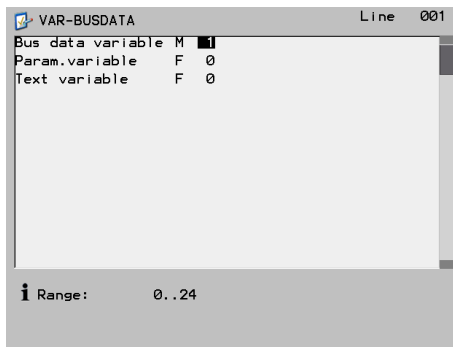 VAR-BUSDATA Line 001
Bus data variable M 1
Param.variable F 0
Text variable F 0
i Range: 0..24